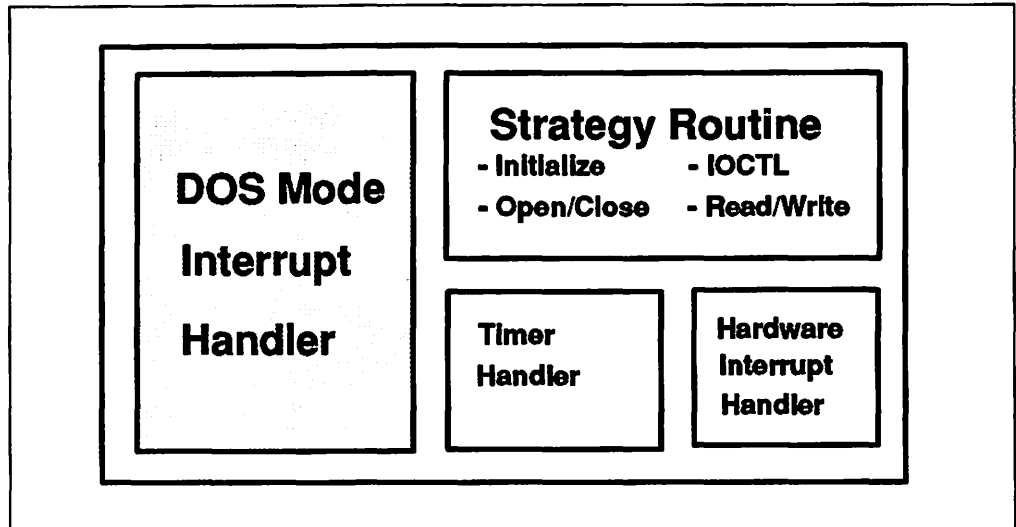 DOS Mode
Interrupt
Handler
Strategy Routine
- Initialize - IOCTL
- Open/Close - Read/Write
Timer
Handler
Hardware
Interrupt
Handler